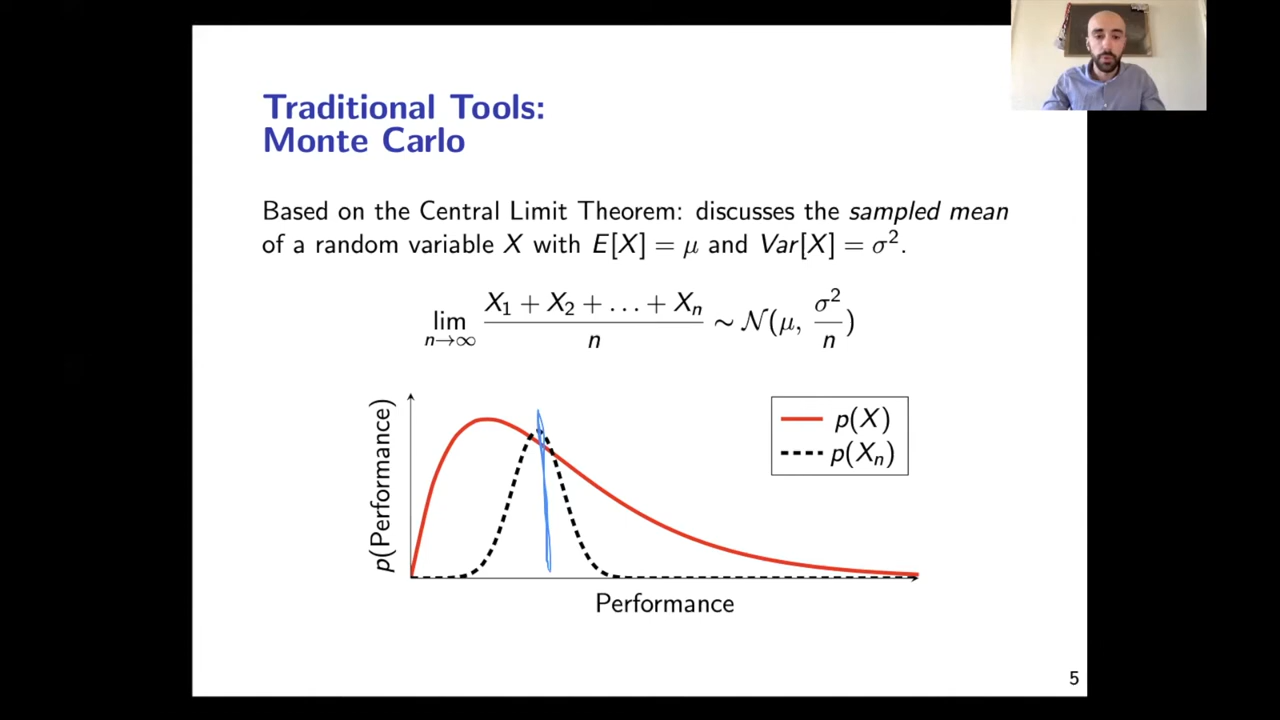 Traditional Tools:
Monte Carlo
Based on the Central Limit Theorem: discusses the sampled mean
of a random variable X with E[X] = μ and Var[X] = σ².
lim n→∞ (X₁ + X₂ + … + Xₙ)/n ∼ 𝒩(μ, σ²/n)
p(X)
p(Xₙ)
p(Performance)
Performance
5